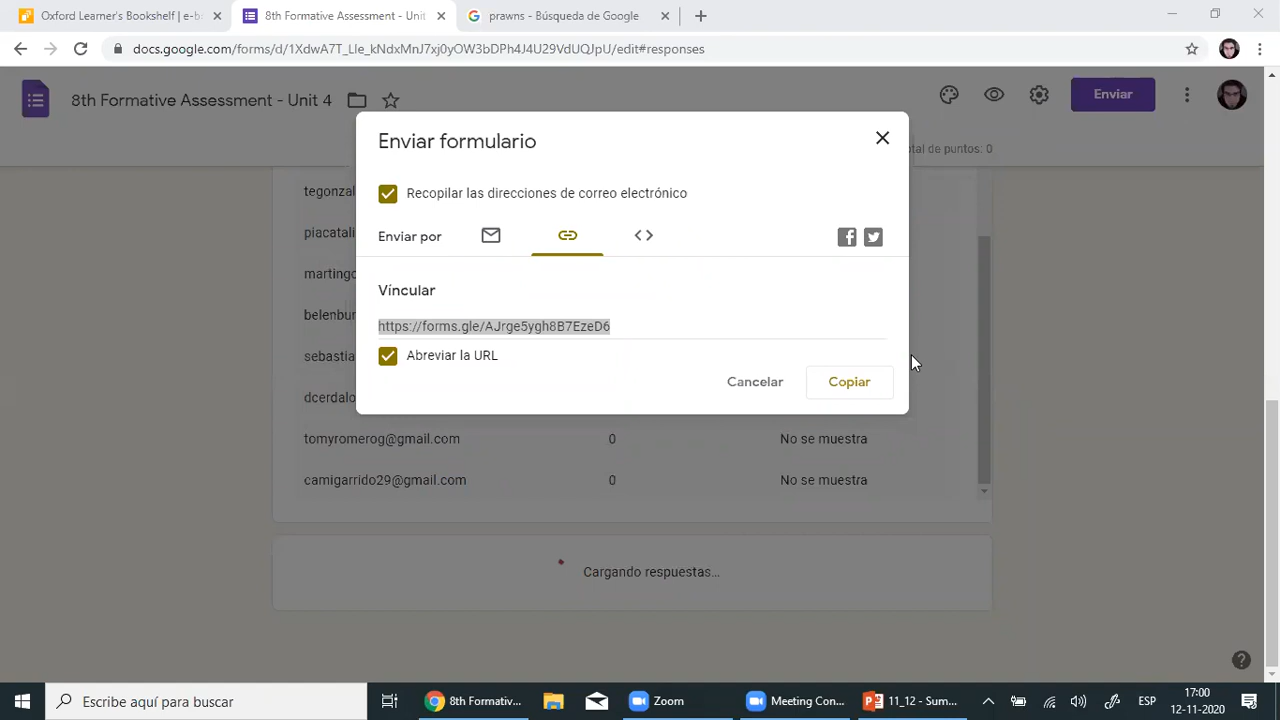 Oxford Learner's Bookshelf | e-b
8th Formative Assessment - Unit
prawns - Búsqueda de Google
docs.google.com/forms/d/1XdwA7T_Lle_kNdxMnJ7xj0yOW3bDPh4J4U29VdUQJpU/edit#responses
8th Formative Assessment - Unit 4
Enviar
Enviar formulario
otal de puntos: 0
Recopilar las direcciones de correo electrónico
Enviar por
Vincular
https://forms.gle/AJrge5ygh8B7EzeD6
Abreviar la URL
Cancelar
Copiar
tegonzal
piacatali
martingo
belenbur
sebastia
dcerdalo
tomyromerog@gmail.com 0 No se muestra
camigarrido29@gmail.com 0 No se muestra
Cargando respuestas...
Escribe aquí para buscar
8th Formativ...
Zoom
Meeting Con...
11_12 - Sum...
ESP
17:00
12-11-2020